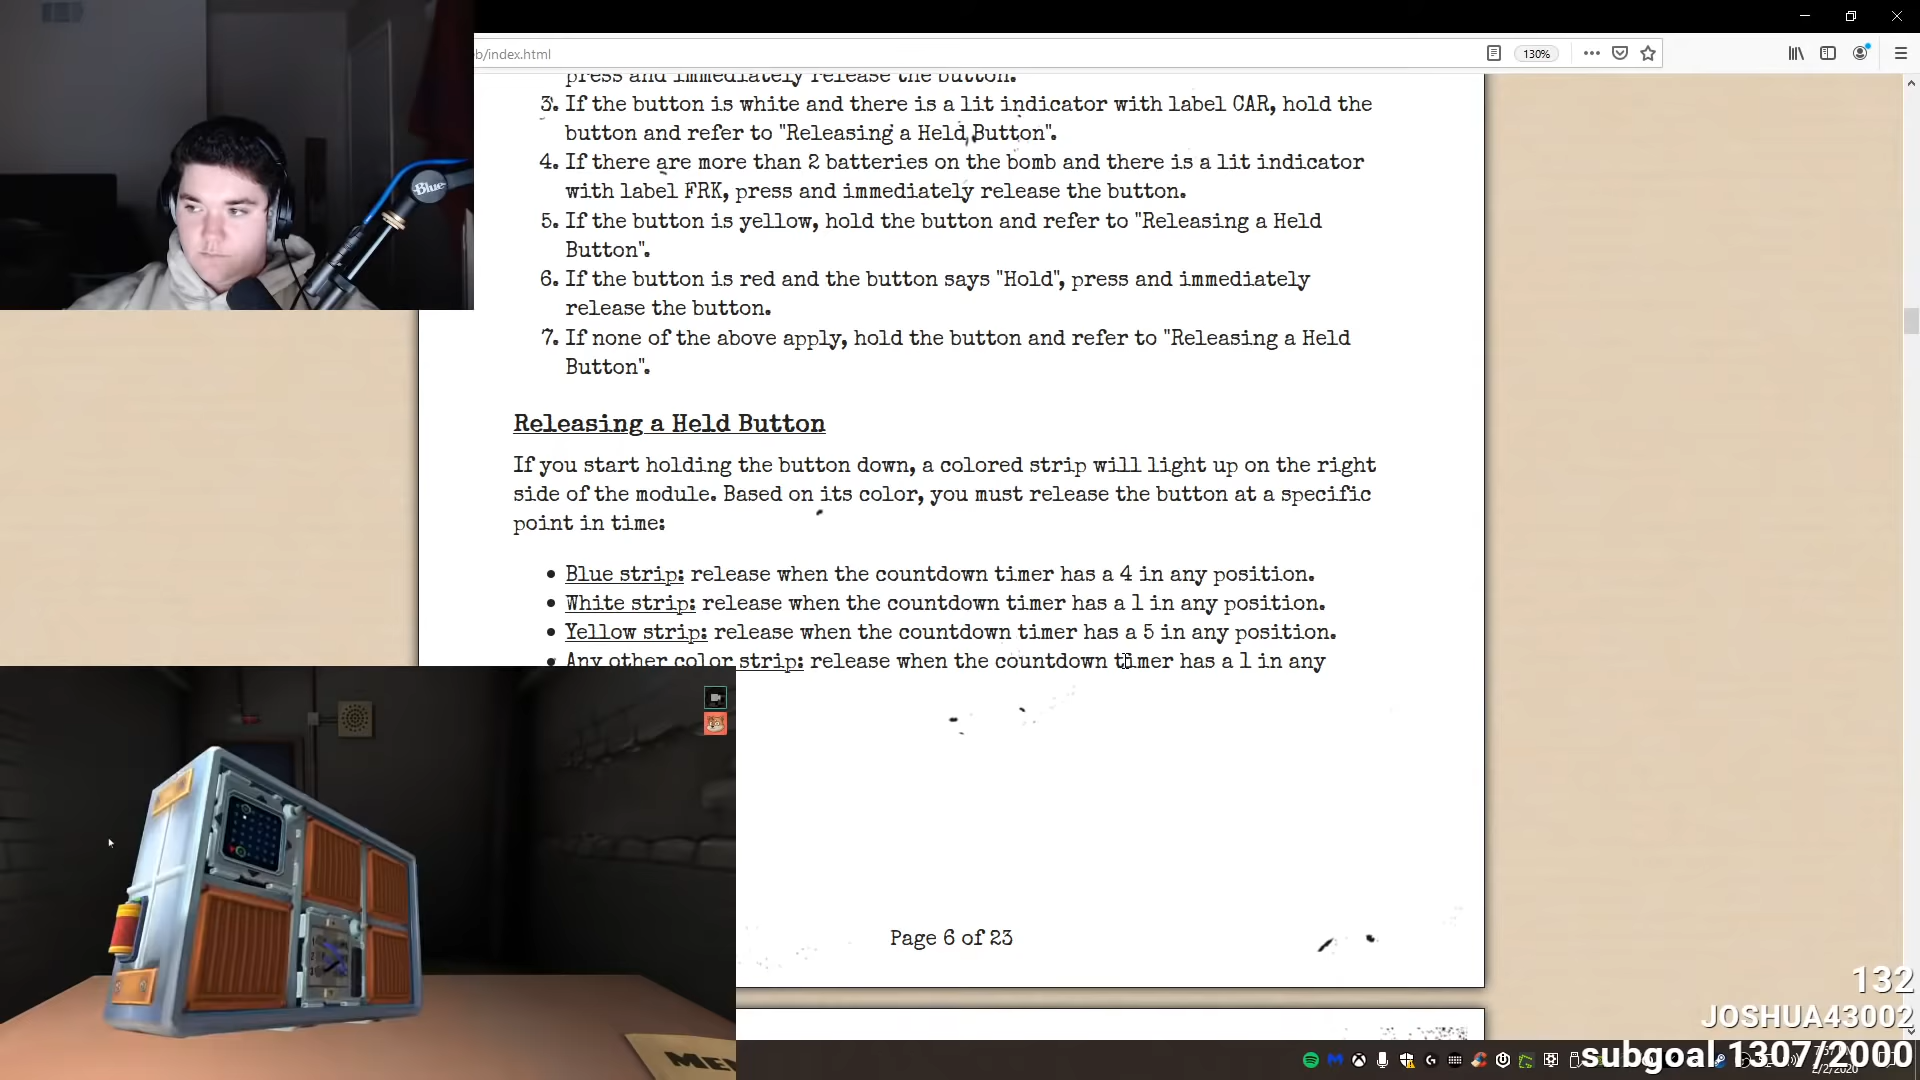 b/index.html
130%
press and immediately release the button.
3. If the button is white and there is a lit indicator with label CAR, hold the
button and refer to "Releasing a Held Button".
4. If there are more than 2 batteries on the bomb and there is a lit indicator
with label FRK, press and immediately release the button.
5. If the button is yellow, hold the button and refer to "Releasing a Held
Button".
6. If the button is red and the button says "Hold", press and immediately
release the button.
7. If none of the above apply, hold the button and refer to "Releasing a Held
Button".
Releasing a Held Button
If you start holding the button down, a colored strip will light up on the right
side of the module. Based on its color, you must release the button at a specific
point in time:
• Blue strip: release when the countdown timer has a 4 in any position.
• White strip: release when the countdown timer has a 1 in any position.
• Yellow strip: release when the countdown timer has a 5 in any position.
• Any other color strip: release when the countdown timer has a 1 in any
Page 6 of 23
Blue
132
JOSHUA43002
subgoal 1307/2000
2/2/2020